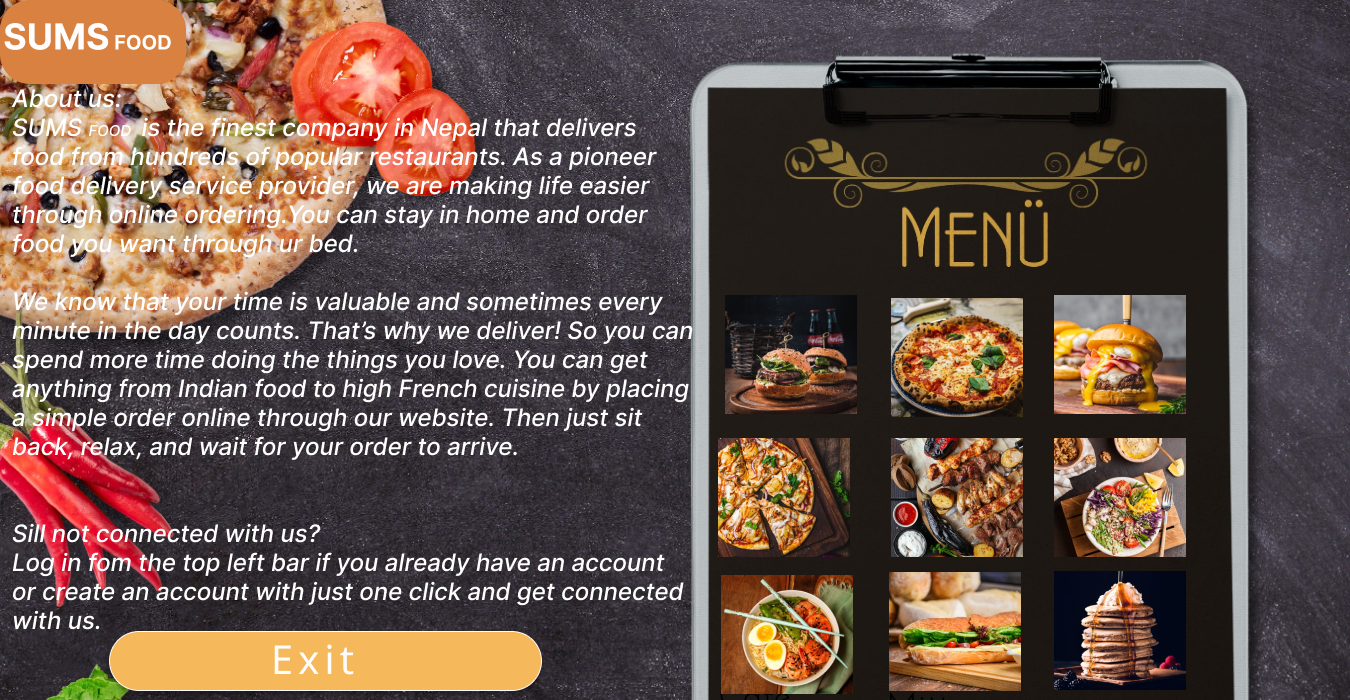 SUMS FOOD
About us:
SUMS FOOD is the finest company in Nepal that delivers
food from hundreds of popular restaurants. As a pioneer
food delivery service provider, we are making life easier
through online ordering.You can stay in home and order
food you want through ur bed.
We know that your time is valuable and sometimes every
minute in the day counts. That’s why we deliver! So you can
spend more time doing the things you love. You can get
anything from Indian food to high French cuisine by placing
a simple order online through our website. Then just sit
back, relax, and wait for your order to arrive.
Sill not connected with us?
Log in fom the top left bar if you already have an account
or create an account with just one click and get connected
with us.
Exit
MENÜ